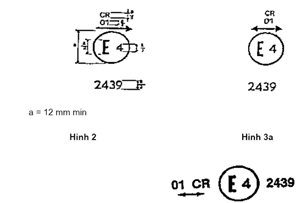 CR
01
E 4
2439
a = 12 mm min
Hình 2
CR
01
E 4
2439
Hình 3a
01 CR E 4 2439